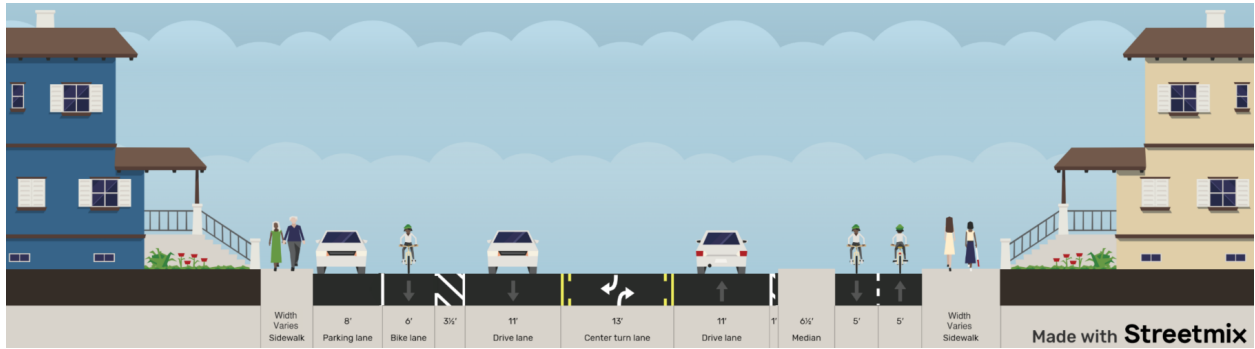 Width
Varies
Sidewalk
8'
Parking lane
6'
Bike lane
3½'
11'
Drive lane
13'
Center turn lane
11'
Drive lane
1'
6½'
Median
5'
5'
Width
Varies
Sidewalk
Made with Streetmix